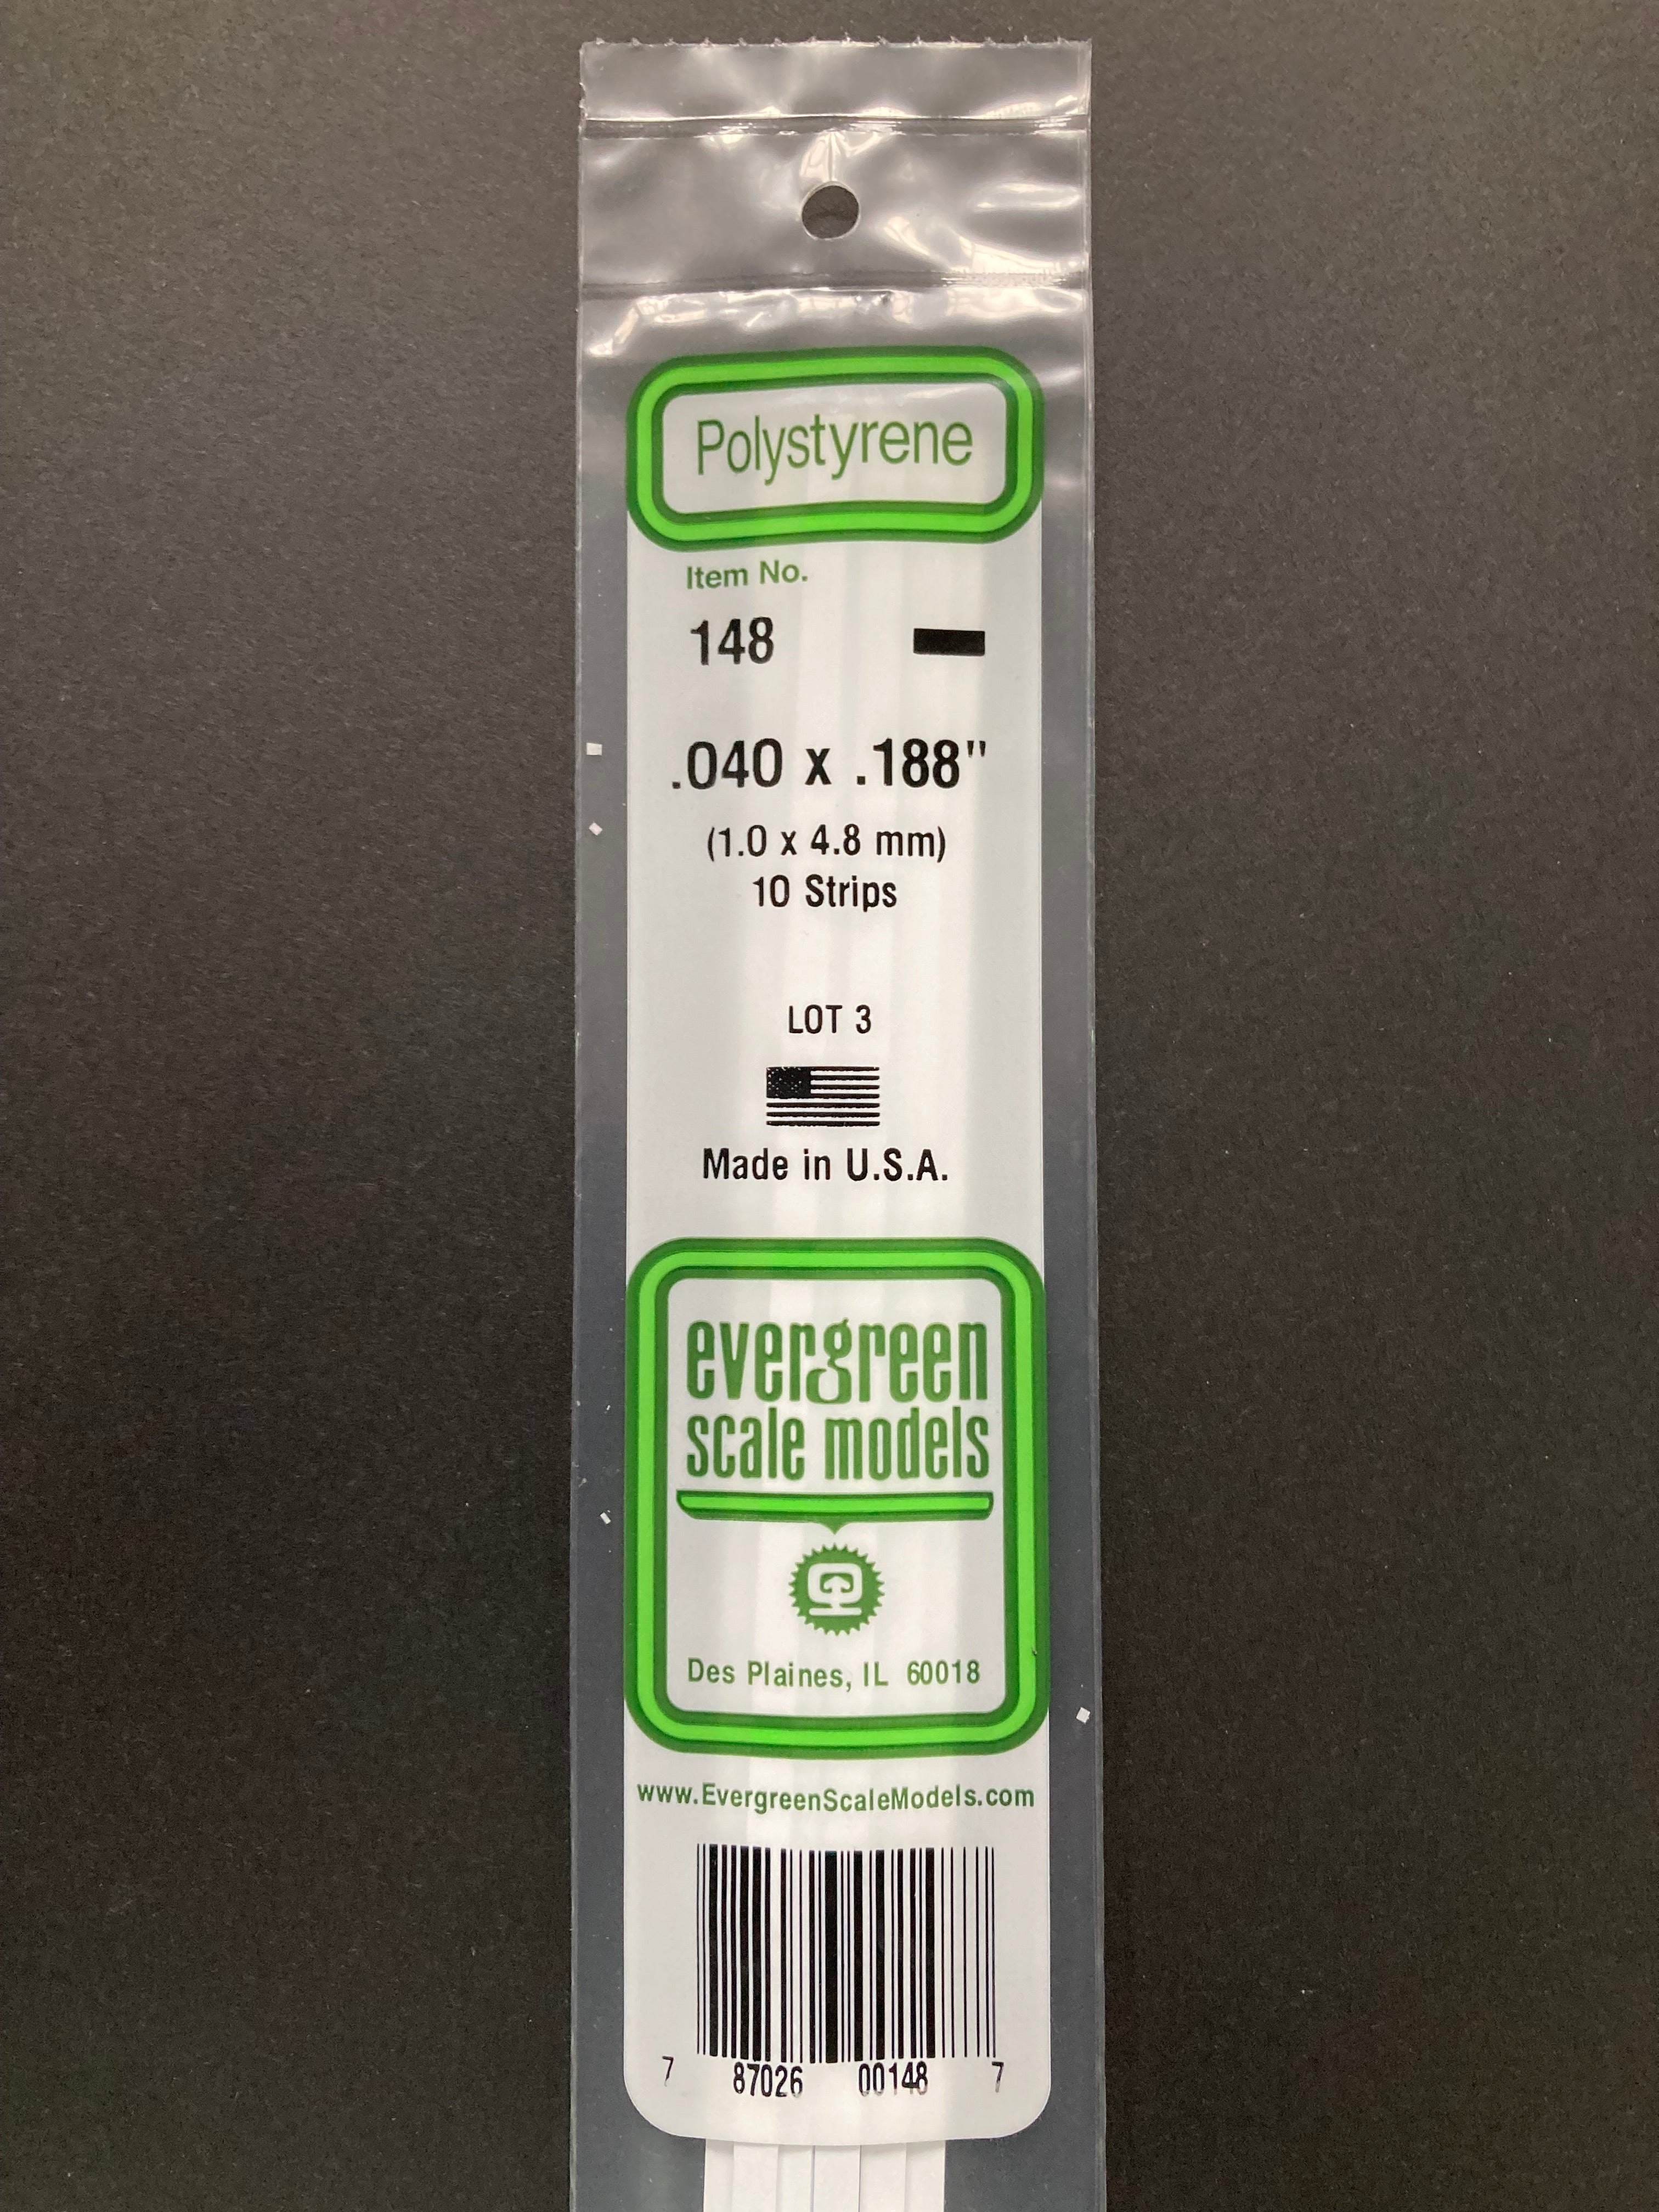 Polystyrene
Item No.
148
.040 x .188"
(1.0 x 4.8 mm)
10 Strips
LOT 3
Made in U.S.A.
evergreen
scale models
Des Plaines, IL 60018
www.EvergreenScaleModels.com
7 87026 00148 7